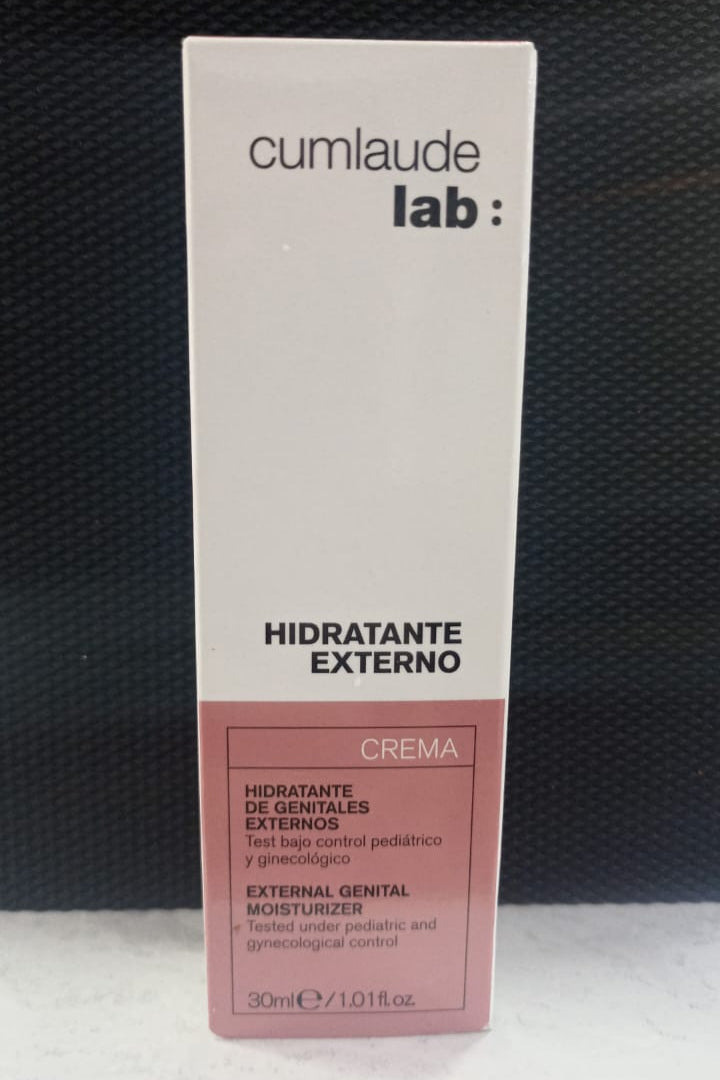 cumlaude
lab:
HIDRATANTE
EXTERNO
CREMA
HIDRATANTE
DE GENITALES
EXTERNOS
Test bajo control pediátrico
y ginecológico
EXTERNAL GENITAL
MOISTURIZER
Tested under pediatric and
gynecological control
30ml℮/1,01fl.oz.